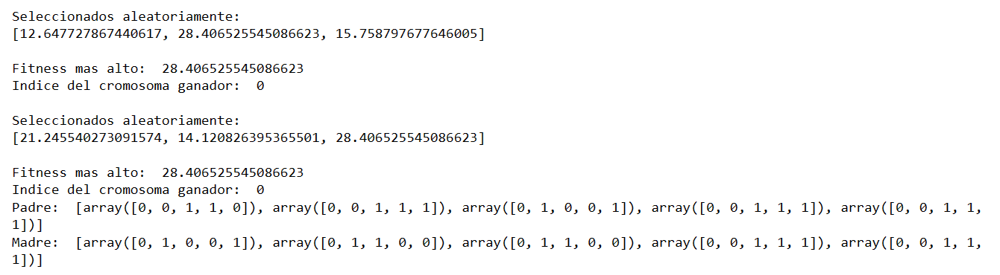 Seleccionados aleatoriamente:
[12.647727867440617, 28.406525545086623, 15.758797677646005]
Fitness mas alto:  28.406525545086623
Indice del cromosoma ganador:  0
Seleccionados aleatoriamente:
[21.245540273091574, 14.120826395365501, 28.406525545086623]
Fitness mas alto:  28.406525545086623
Indice del cromosoma ganador:  0
Padre:  [array([0, 0, 1, 1, 0]), array([0, 0, 1, 1, 1]), array([0, 1, 0, 0, 1]), array([0, 0, 1, 1, 1]), array([0, 0, 1, 1,
1])]
Madre:  [array([0, 1, 0, 0, 1]), array([0, 1, 1, 0, 0]), array([0, 1, 1, 0, 0]), array([0, 0, 1, 1, 1]), array([0, 0, 1, 1,
1])]